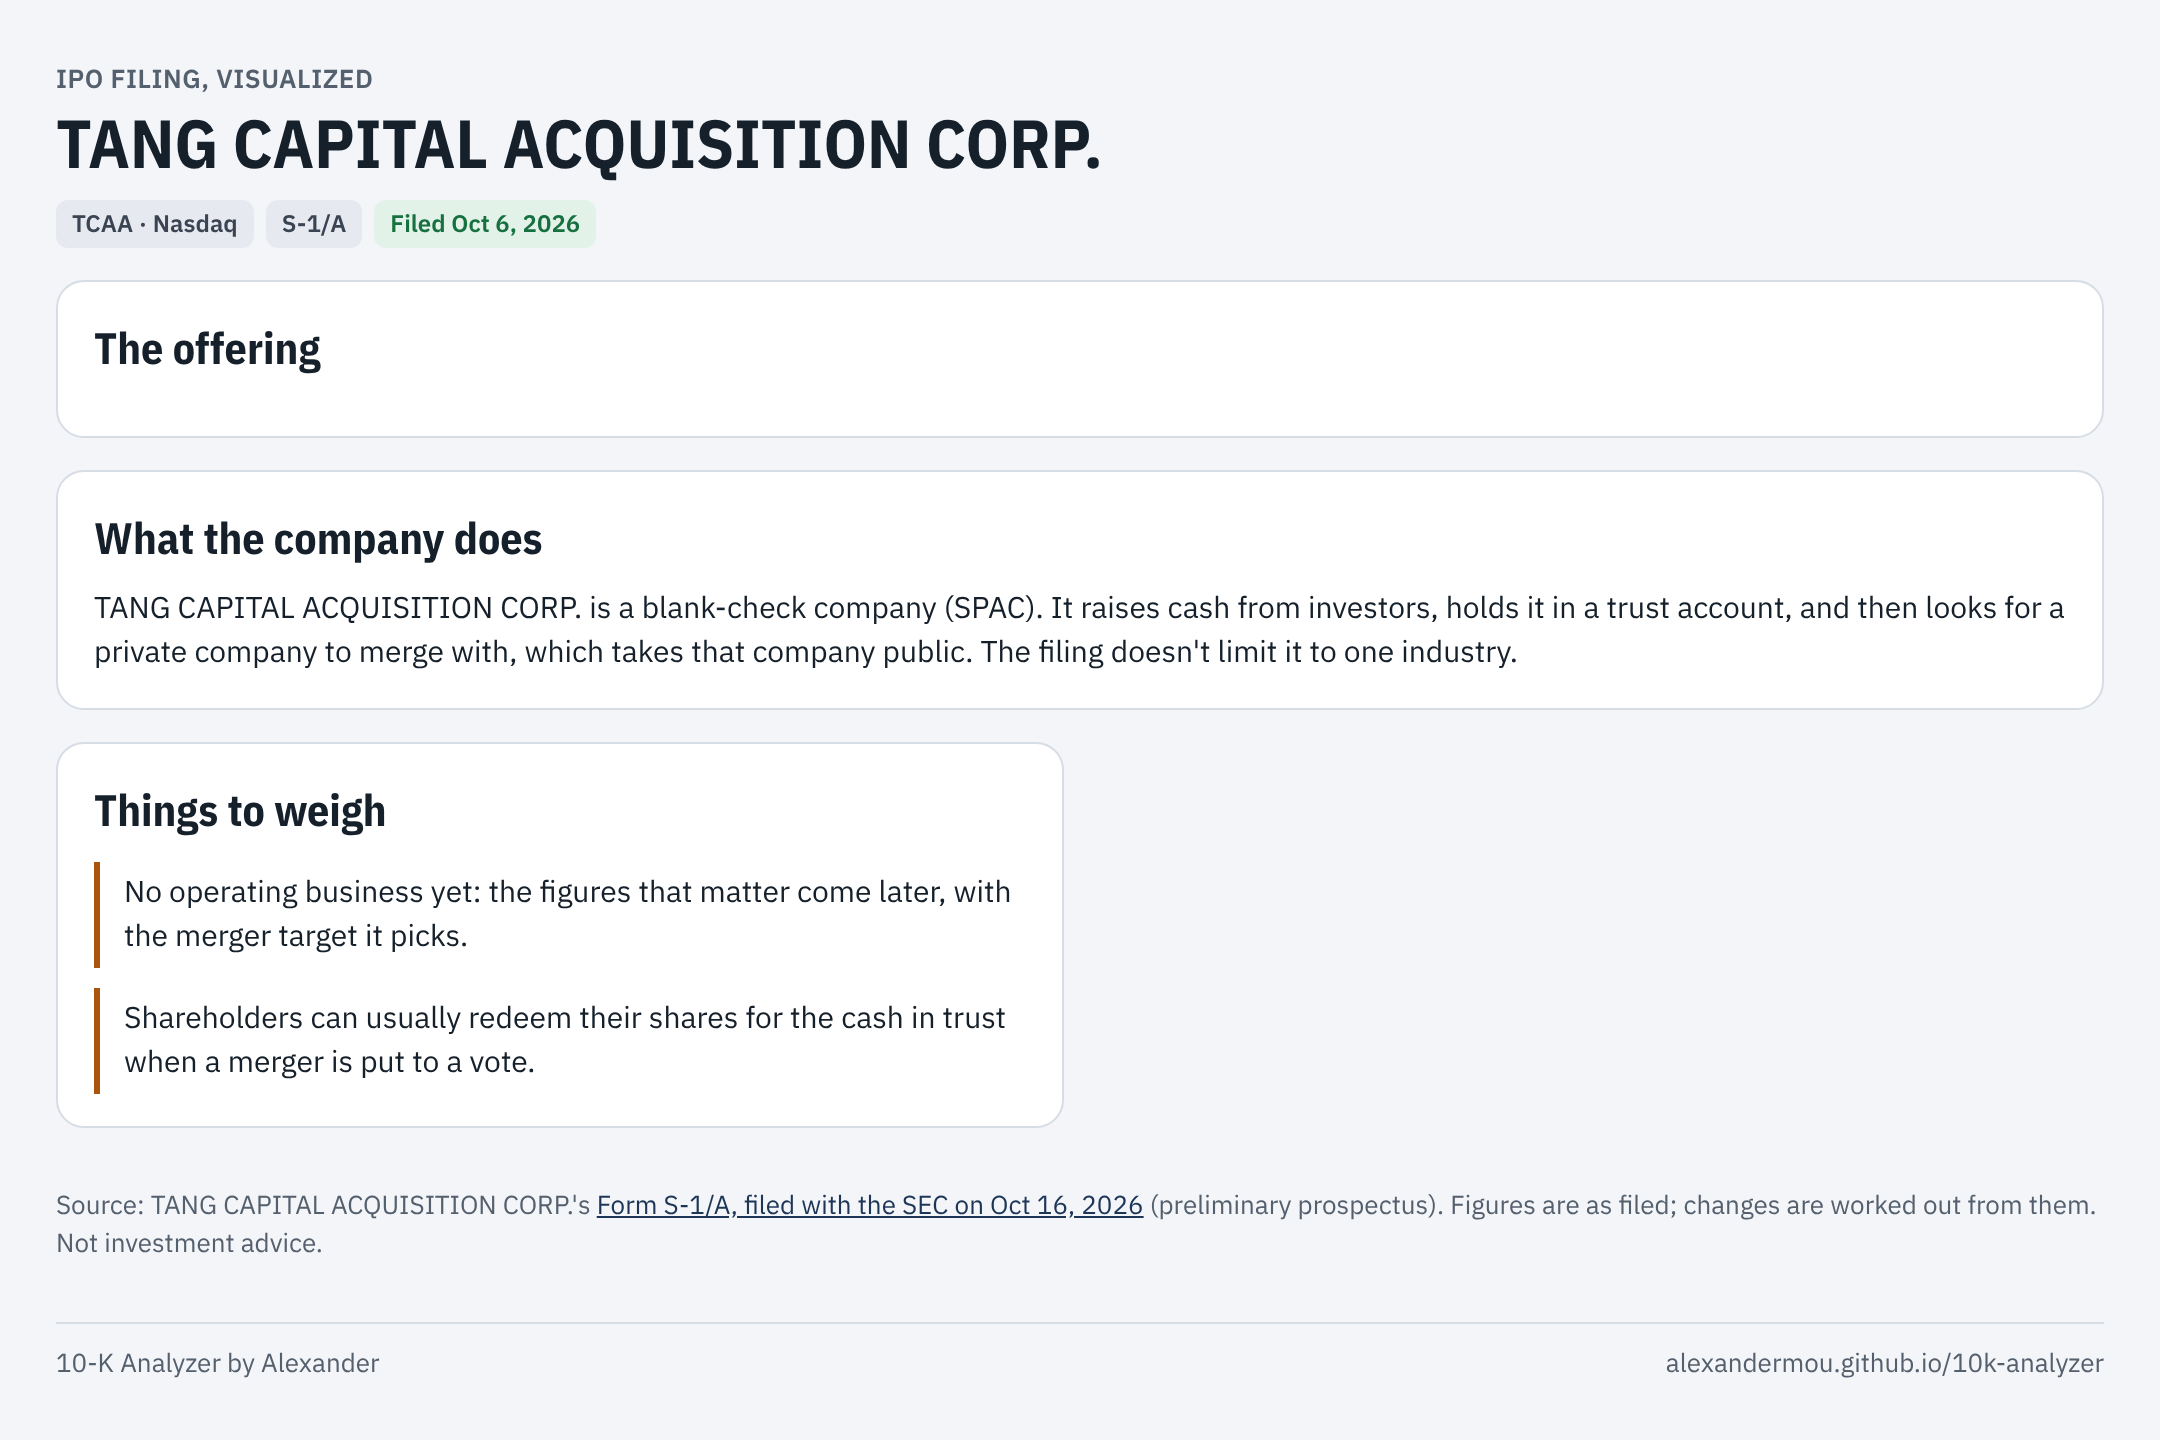 IPO FILING, VISUALIZED
TANG CAPITAL ACQUISITION CORP.
TCAA · Nasdaq S-1/A Filed Oct 6, 2026
The offering
What the company does
TANG CAPITAL ACQUISITION CORP. is a blank-check company (SPAC). It raises cash from investors, holds it in a trust account, and then looks for a
private company to merge with, which takes that company public. The filing doesn't limit it to one industry.
Things to weigh
No operating business yet: the figures that matter come later, with
the merger target it picks.
Shareholders can usually redeem their shares for the cash in trust
when a merger is put to a vote.
Source: TANG CAPITAL ACQUISITION CORP.'s Form S-1/A, filed with the SEC on Oct 16, 2026 (preliminary prospectus). Figures are as filed; changes are worked out from them.
Not investment advice.
10-K Analyzer by Alexander
alexandermou.github.io/10k-analyzer